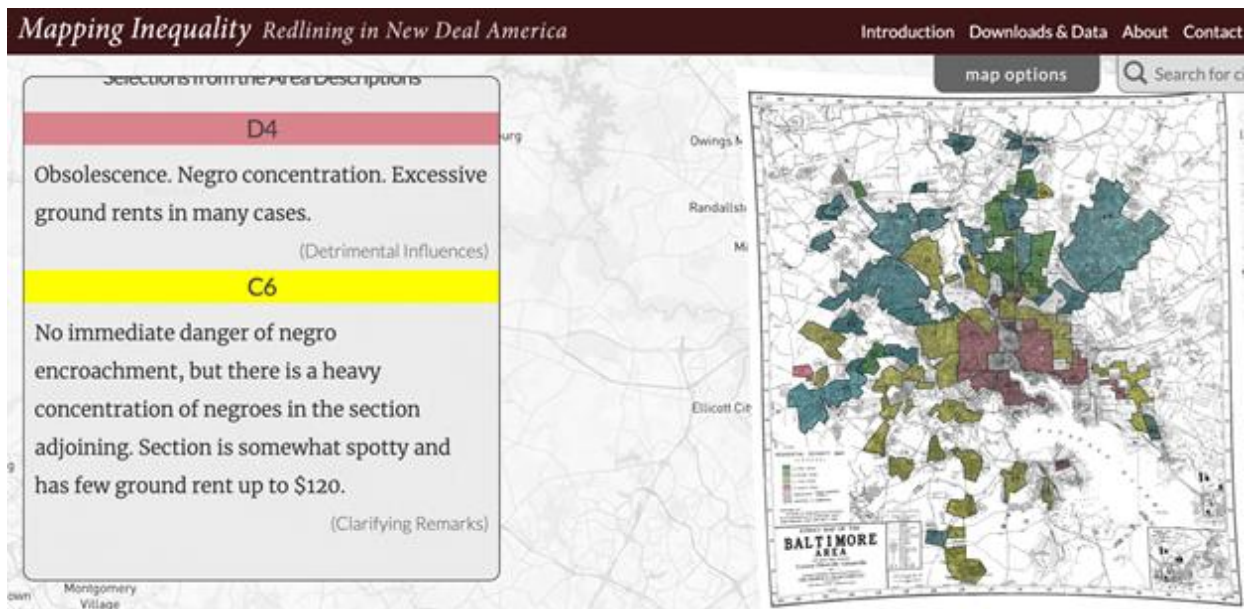 Mapping Inequality Redlining in New Deal America
Introduction Downloads & Data About Contact
map options
Search for ci
Selections from the Area Descriptions
D4
Obsolescence. Negro concentration. Excessive
ground rents in many cases.
(Detrimental Influences)
C6
No immediate danger of negro
encroachment, but there is a heavy
concentration of negroes in the section
adjoining. Section is somewhat spotty and
has few ground rent up to $120.
(Clarifying Remarks)
urg
Owings M
Randallst
Mi
Ellicott Cit
Montgomery
Village
own
BALTIMORE
AREA